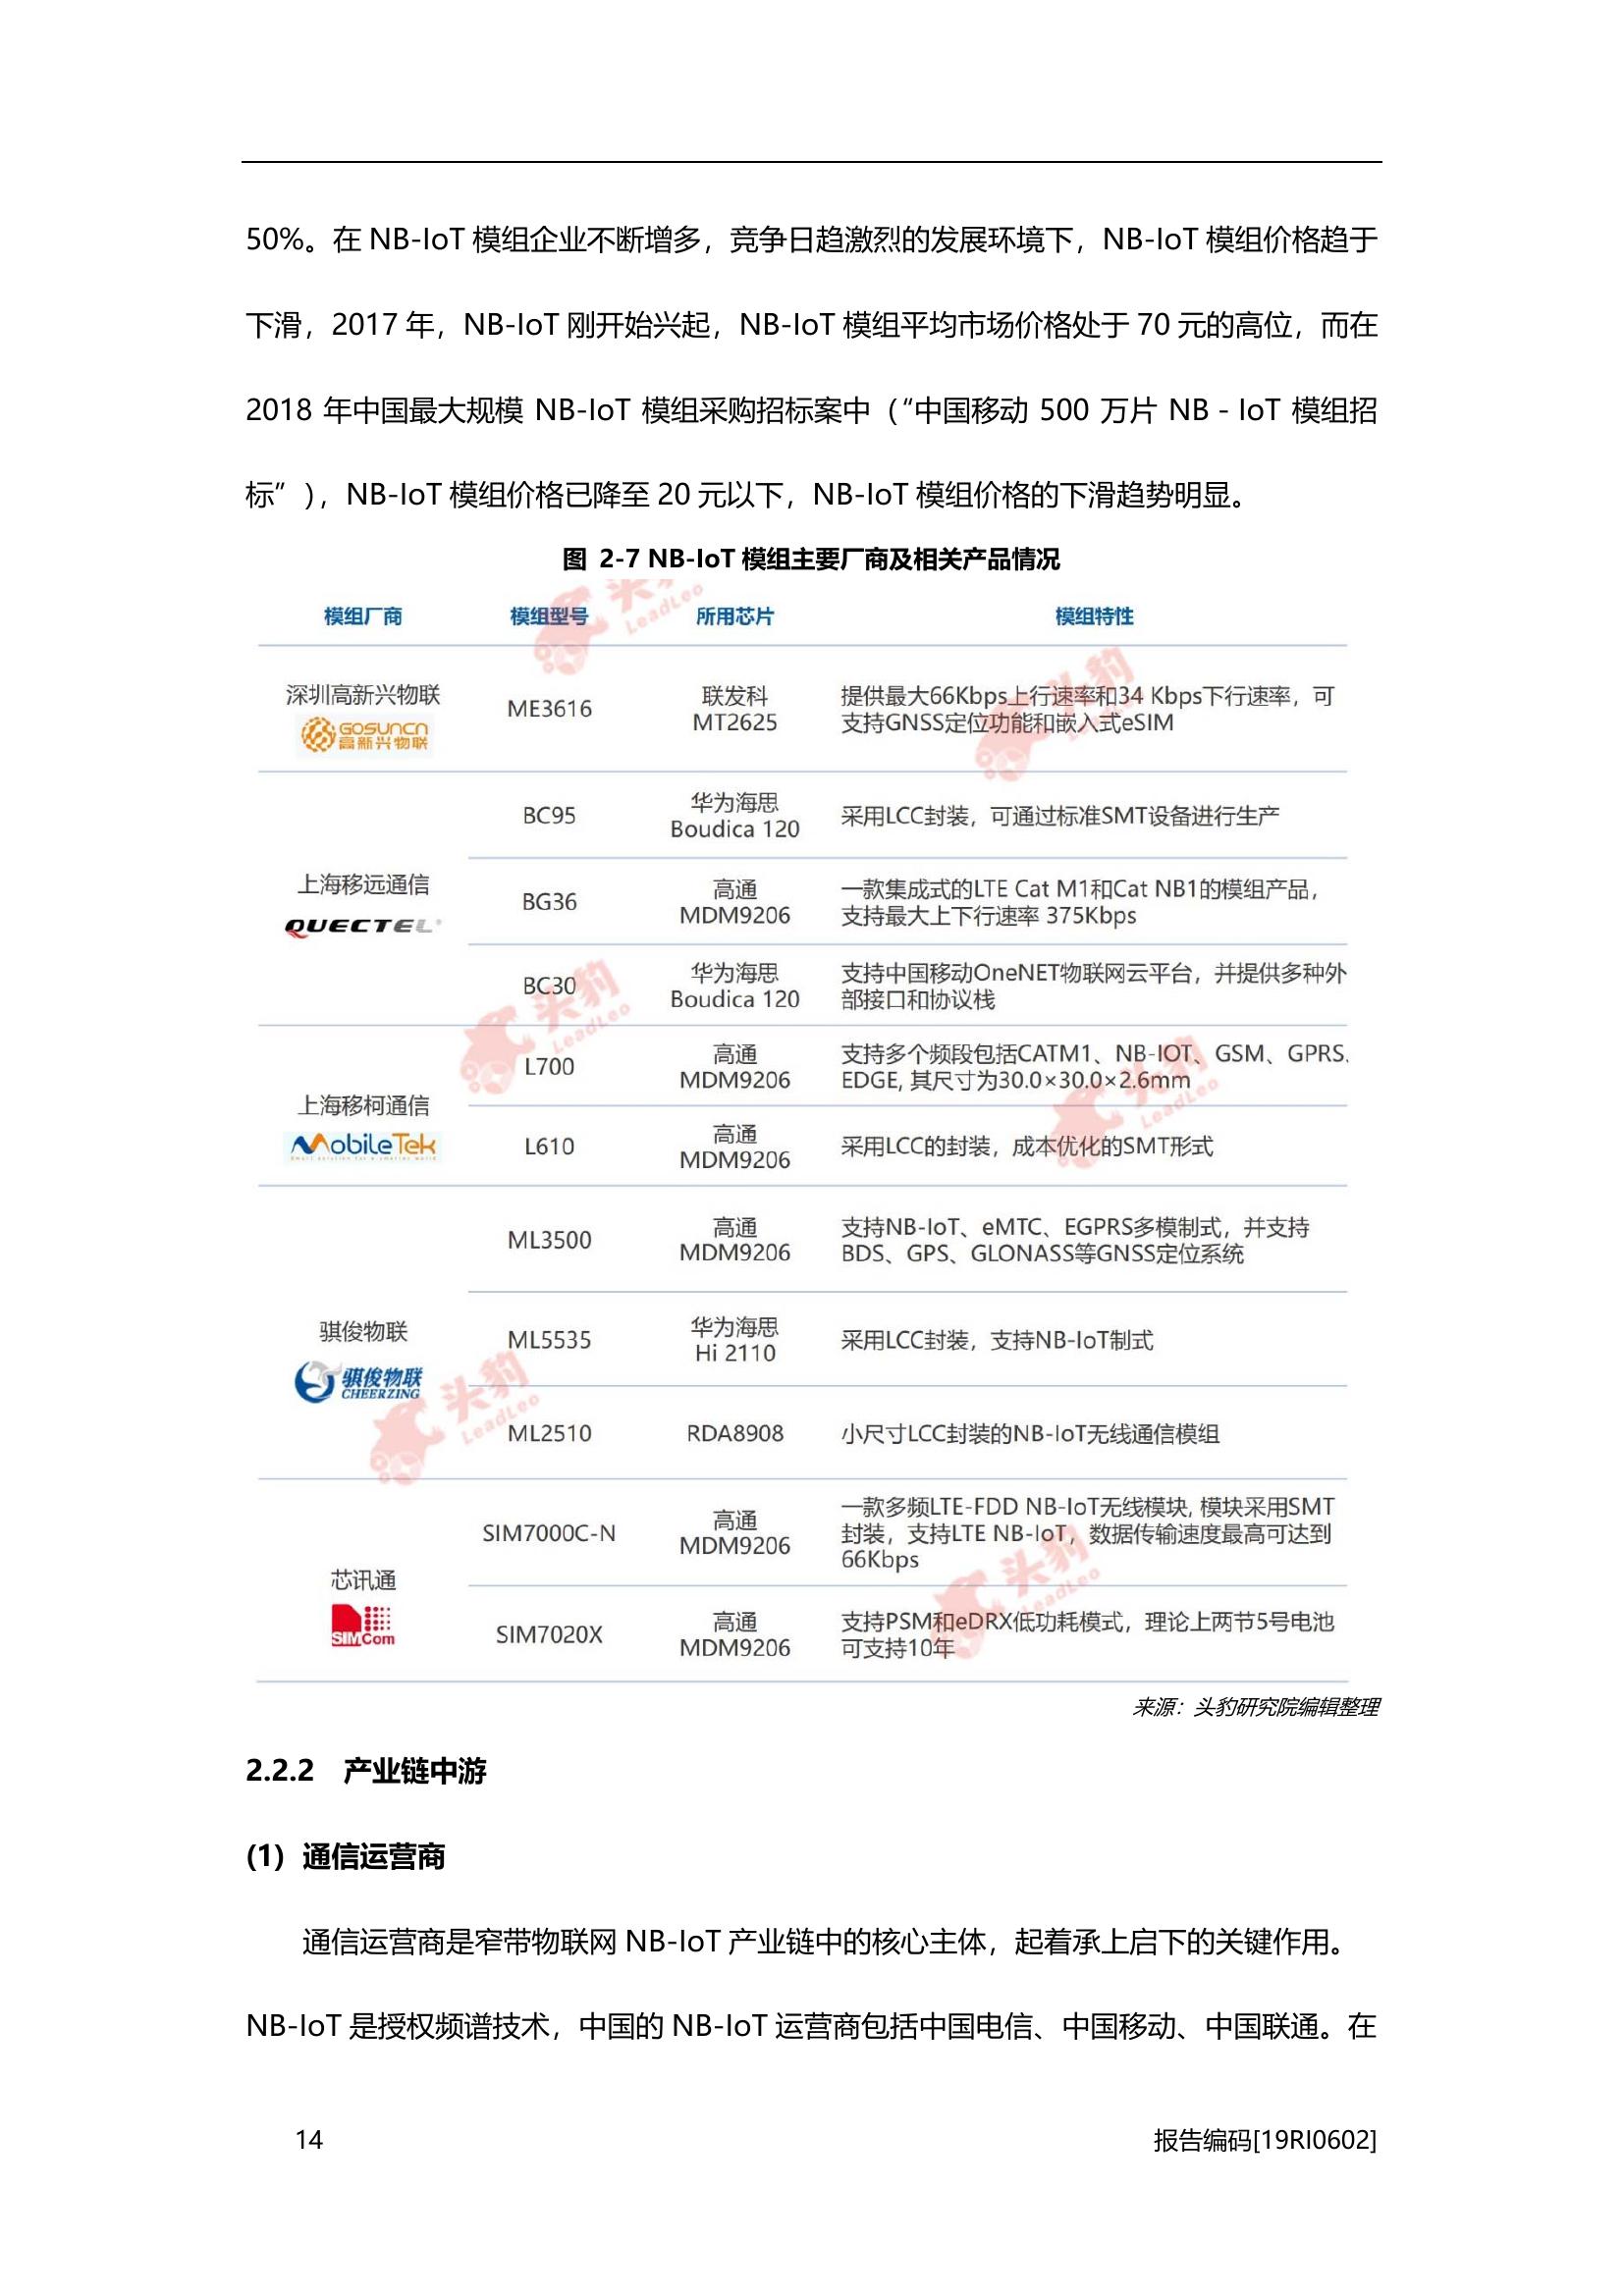 50%。在 NB-IoT 模组企业不断增多，竞争日趋激烈的发展环境下，NB-IoT 模组价格趋于
下滑，2017 年，NB-IoT 刚开始兴起，NB-IoT 模组平均市场价格处于 70 元的高位，而在
2018 年中国最大规模 NB-IoT 模组采购招标案中（“中国移动 500 万片 NB - IoT 模组招
标”），NB-IoT 模组价格已降至 20 元以下，NB-IoT 模组价格的下滑趋势明显。
图 2-7 NB-IoT 模组主要厂商及相关产品情况
模组厂商 模组型号 所用芯片 模组特性
深圳高新兴物联
GOSUNCN
高新兴物联
ME3616
联发科
MT2625
提供最大66Kbps上行速率和34 Kbps下行速率，可
支持GNSS定位功能和嵌入式eSIM
上海移远通信
QUECTEL
BC95
华为海思
Boudica 120
采用LCC封装，可通过标准SMT设备进行生产
BG36
高通
MDM9206
一款集成式的LTE Cat M1和Cat NB1的模组产品，
支持最大上下行速率 375Kbps
BC30
华为海思
Boudica 120
支持中国移动OneNET物联网云平台，并提供多种外
部接口和协议栈
上海移柯通信
MobileTek
L700
高通
MDM9206
支持多个频段包括CATM1、NB-IOT、GSM、GPRS、
EDGE, 其尺寸为30.0×30.0×2.6mm
L610
高通
MDM9206
采用LCC的封装，成本优化的SMT形式
骐俊物联
骐俊物联
CHEERZING
ML3500
高通
MDM9206
支持NB-IoT、eMTC、EGPRS多模制式，并支持
BDS、GPS、GLONASS等GNSS定位系统
ML5535
华为海思
Hi 2110
采用LCC封装，支持NB-IoT制式
ML2510
RDA8908
小尺寸LCC封装的NB-IoT无线通信模组
芯讯通
SIMCom
SIM7000C-N
高通
MDM9206
一款多频LTE-FDD NB-IoT无线模块, 模块采用SMT
封装，支持LTE NB-IoT，数据传输速度最高可达到
66Kbps
SIM7020X
高通
MDM9206
支持PSM和eDRX低功耗模式，理论上两节5号电池
可支持10年
头豹
LeadLeo
头豹
头豹
LeadLeo
头豹
LeadLeo
头豹
LeadLeo
头豹
LeadLeo
来源：头豹研究院编辑整理
2.2.2 产业链中游
(1) 通信运营商
通信运营商是窄带物联网 NB-IoT 产业链中的核心主体，起着承上启下的关键作用。
NB-IoT 是授权频谱技术，中国的 NB-IoT 运营商包括中国电信、中国移动、中国联通。在
14 报告编码[19RI0602]